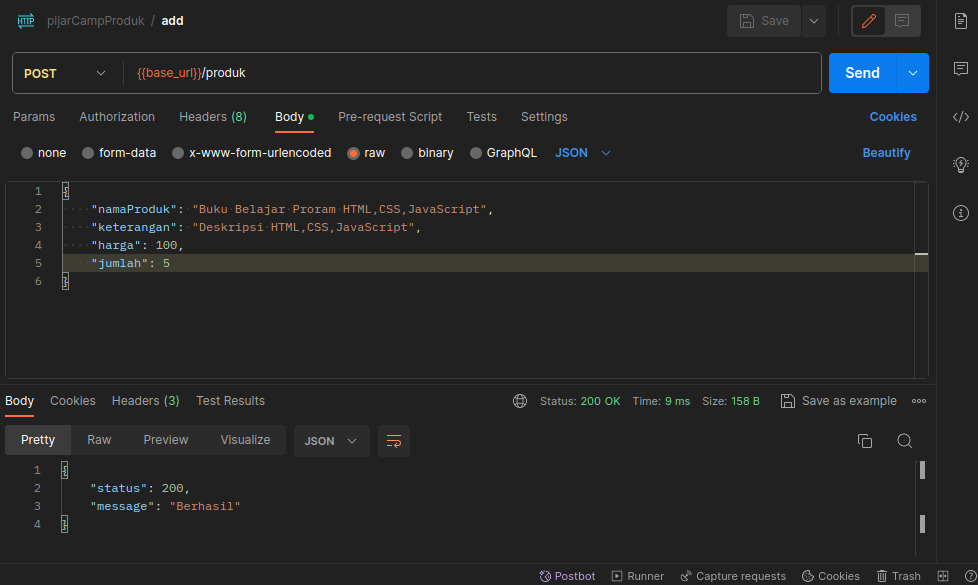 HTTP pijarCampProduk / add Save
POST {{base_url}}/produk Send
Params Authorization Headers (8) Body Pre-request Script Tests Settings Cookies
none form-data x-www-form-urlencoded raw binary GraphQL JSON Beautify
1 {
2 "namaProduk": "Buku Belajar Proram HTML,CSS,JavaScript",
3 "keterangan": "Deskripsi HTML,CSS,JavaScript",
4 "harga": 100,
5 "jumlah": 5
6 }
Body Cookies Headers (3) Test Results Status: 200 OK Time: 9 ms Size: 158 B Save as example
Pretty Raw Preview Visualize JSON
1 {
2 "status": 200,
3 "message": "Berhasil"
4 }
Postbot Runner Capture requests Cookies Trash